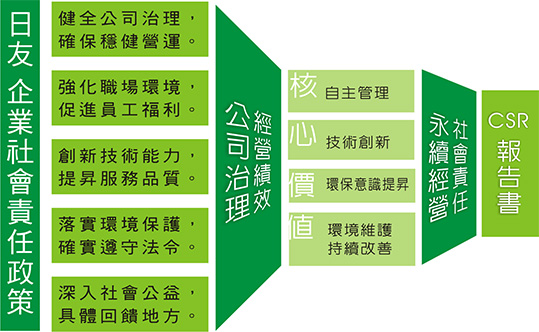 日友 企業社會責任政策
健全公司治理，
確保穩健營運。
強化職場環境，
促進員工福利。
創新技術能力，
提昇服務品質。
落實環境保護，
確實遵守法令。
深入社會公益，
具體回饋地方。
經營績效
公司治理
核心價值
自主管理
技術創新
環保意識提昇
環境維護
持續改善
社會責任
永續經營
CSR
報告書